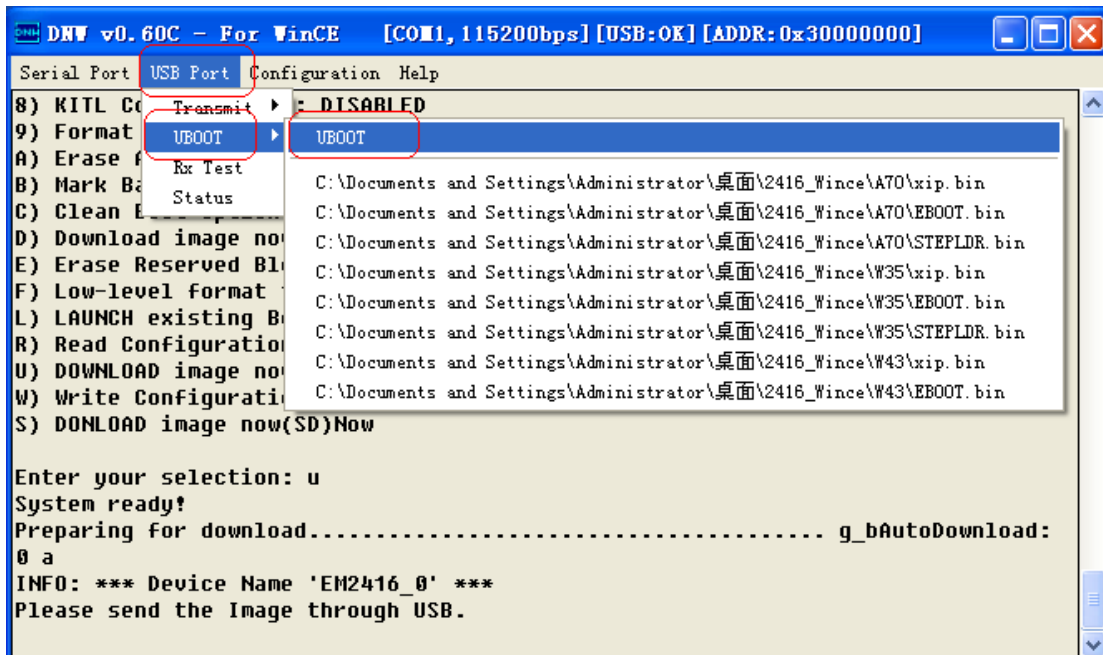 DNW v0.60C - For WinCE [COM1,115200bps][USB:OK][ADDR:0x30000000]
Serial Port USB Port Configuration Help
Transmit
UBOOT
Rx Test
Status
UBOOT
C:\Documents and Settings\Administrator\桌面\2416_Wince\A70\xip.bin
C:\Documents and Settings\Administrator\桌面\2416_Wince\A70\EBOOT.bin
C:\Documents and Settings\Administrator\桌面\2416_Wince\A70\STEPLDR.bin
C:\Documents and Settings\Administrator\桌面\2416_Wince\W35\xip.bin
C:\Documents and Settings\Administrator\桌面\2416_Wince\W35\EBOOT.bin
C:\Documents and Settings\Administrator\桌面\2416_Wince\W35\STEPLDR.bin
C:\Documents and Settings\Administrator\桌面\2416_Wince\W43\xip.bin
C:\Documents and Settings\Administrator\桌面\2416_Wince\W43\EBOOT.bin
8) KITL : DISABLED
9) Format
A) Erase
B) Mark
C) Clean
D) Download image
E) Erase Reserved
F) Low-level format
L) LAUNCH existing
R) Read
U) DOWNLOAD image
W) Write
S) DONLOAD image now(SD)Now
Enter your selection: u
System ready!
Preparing for download....................................... g_bAutoDownload:
0 a
INFO: *** Device Name 'EM2416_0' ***
Please send the Image through USB.